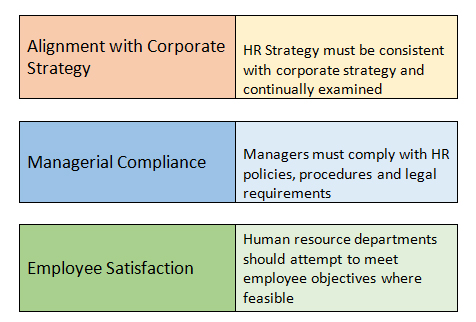 Alignment with Corporate
Strategy
HR Strategy must be consistent
with corporate strategy and
continually examined
Managerial Compliance
Managers must comply with HR
policies, procedures and legal
requirements
Employee Satisfaction
Human resource departments
should attempt to meet
employee objectives where
feasible